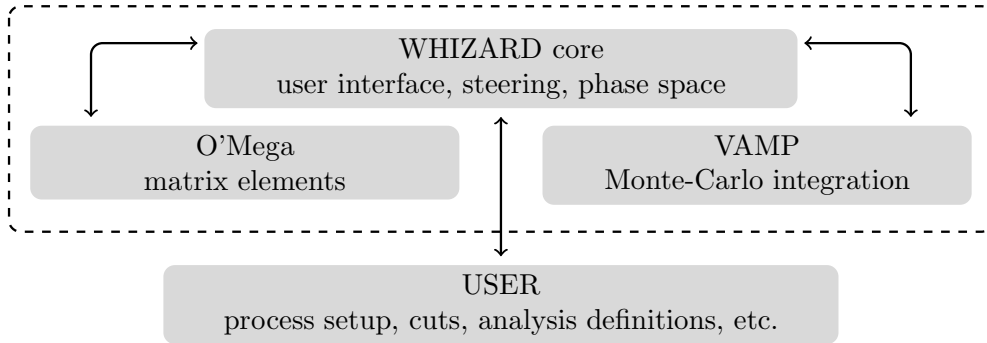 WHIZARD core
user interface, steering, phase space
O'Mega
matrix elements
VAMP
Monte-Carlo integration
USER
process setup, cuts, analysis definitions, etc.